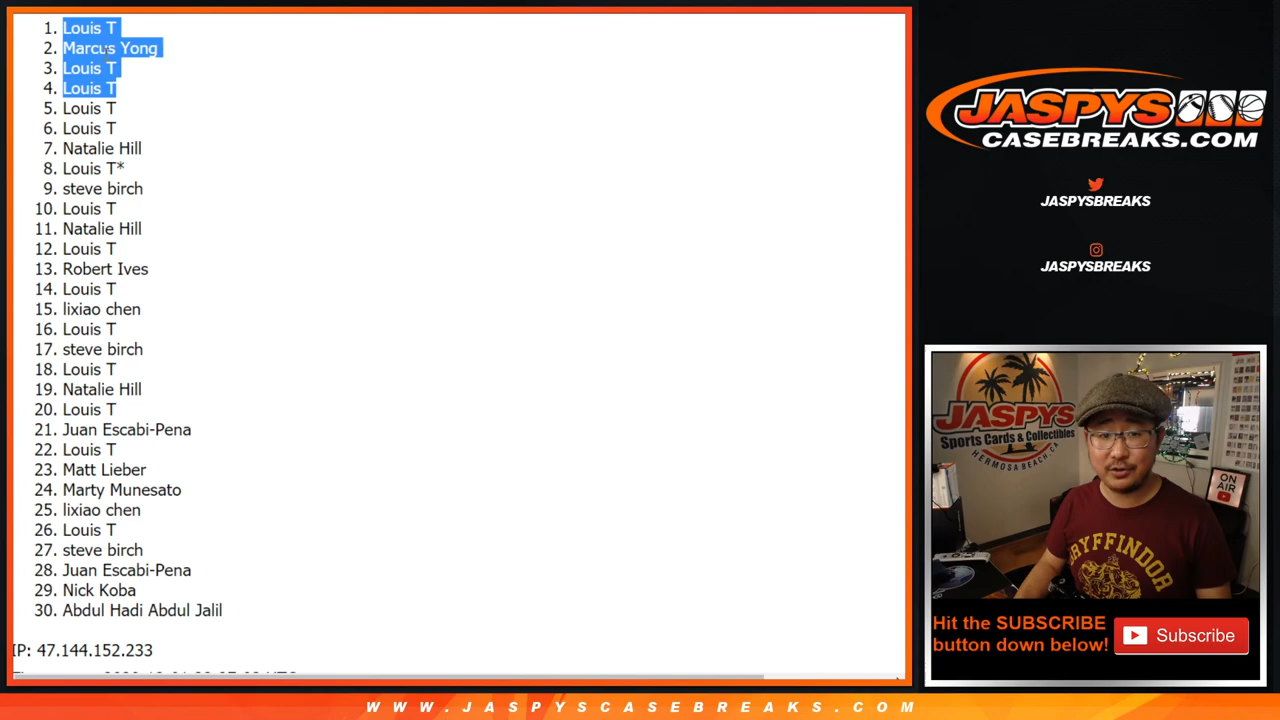 1. Louis T
2. Marcus Yong
3. Louis T
4. Louis T
5. Louis T
6. Louis T
7. Natalie Hill
8. Louis T*
9. steve birch
10. Louis T
11. Natalie Hill
12. Louis T
13. Robert Ives
14. Louis T
15. lixiao chen
16. Louis T
17. steve birch
18. Louis T
19. Natalie Hill
20. Louis T
21. Juan Escabi-Pena
22. Louis T
23. Matt Lieber
24. Marty Munesato
25. lixiao chen
26. Louis T
27. steve birch
28. Juan Escabi-Pena
29. Nick Koba
30. Abdul Hadi Abdul Jalil
IP: 47.144.152.233
JASPYS
CASEBREAKS.COM
JASPYSBREAKS
JASPYSBREAKS
JASPYS
Sports Cards & Collectibles
HERMOSA BEACH, CA
ON
AIR
GRYFFINDOR
Hit the SUBSCRIBE
button down below!
Subscribe
WWW.JASPYSCASEBREAKS.COM